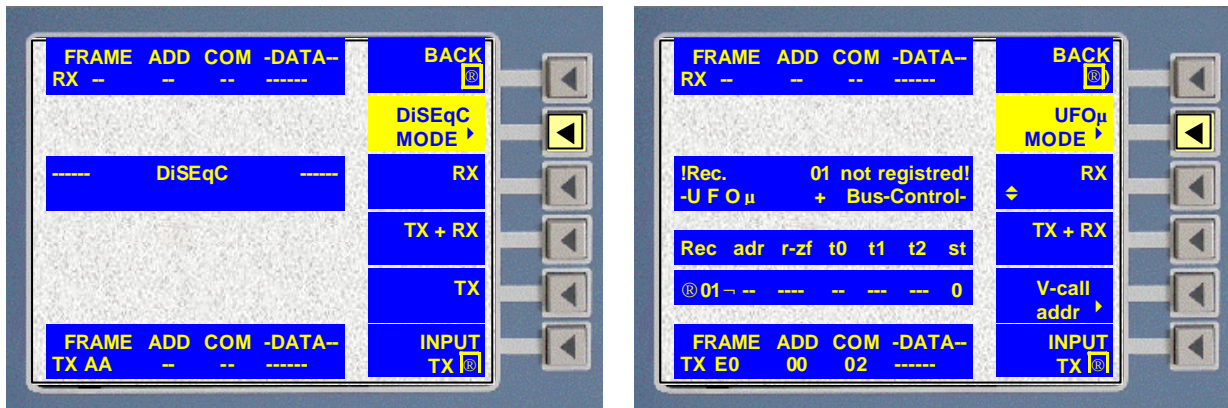 FRAME ADD COM -DATA--
RX -- -- -- ------
BACK
®
DiSEqC
MODE
------ DiSEqC ------
RX
TX + RX
TX
FRAME ADD COM -DATA--
TX AA -- -- ------
INPUT
TX ®
FRAME ADD COM -DATA--
RX -- -- -- ------
BACK
®)
UFOµ
MODE
!Rec. 01 not registred!
-U F O µ + Bus-Control-
RX
TX + RX
Rec adr r-zf t0 t1 t2 st
®01¬ -- ---- -- --- --- 0
V-call
addr
FRAME ADD COM -DATA--
TX E0 00 02 ------
INPUT
TX ®